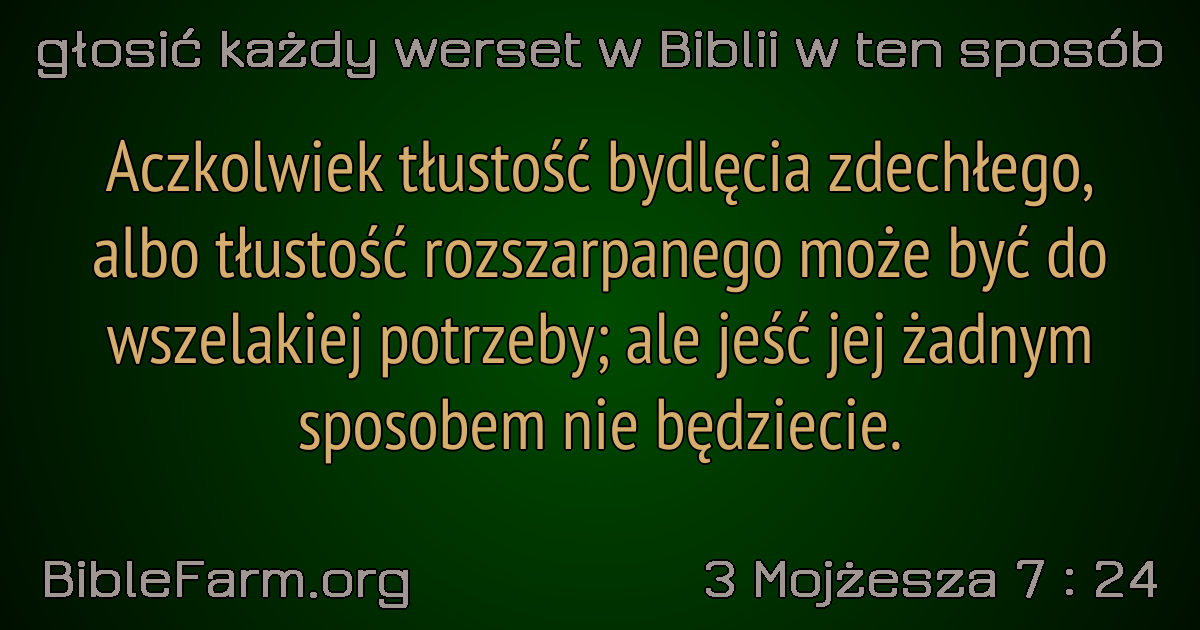 głosić każdy werset w Biblii w ten sposób
Aczkolwiek tłustość bydlęcia zdechłego,
albo tłustość rozszarpanego może być do
wszelakiej potrzeby; ale jeść jej żadnym
sposobem nie będziecie.
BibleFarm.org
3 Mojżesza 7 : 24